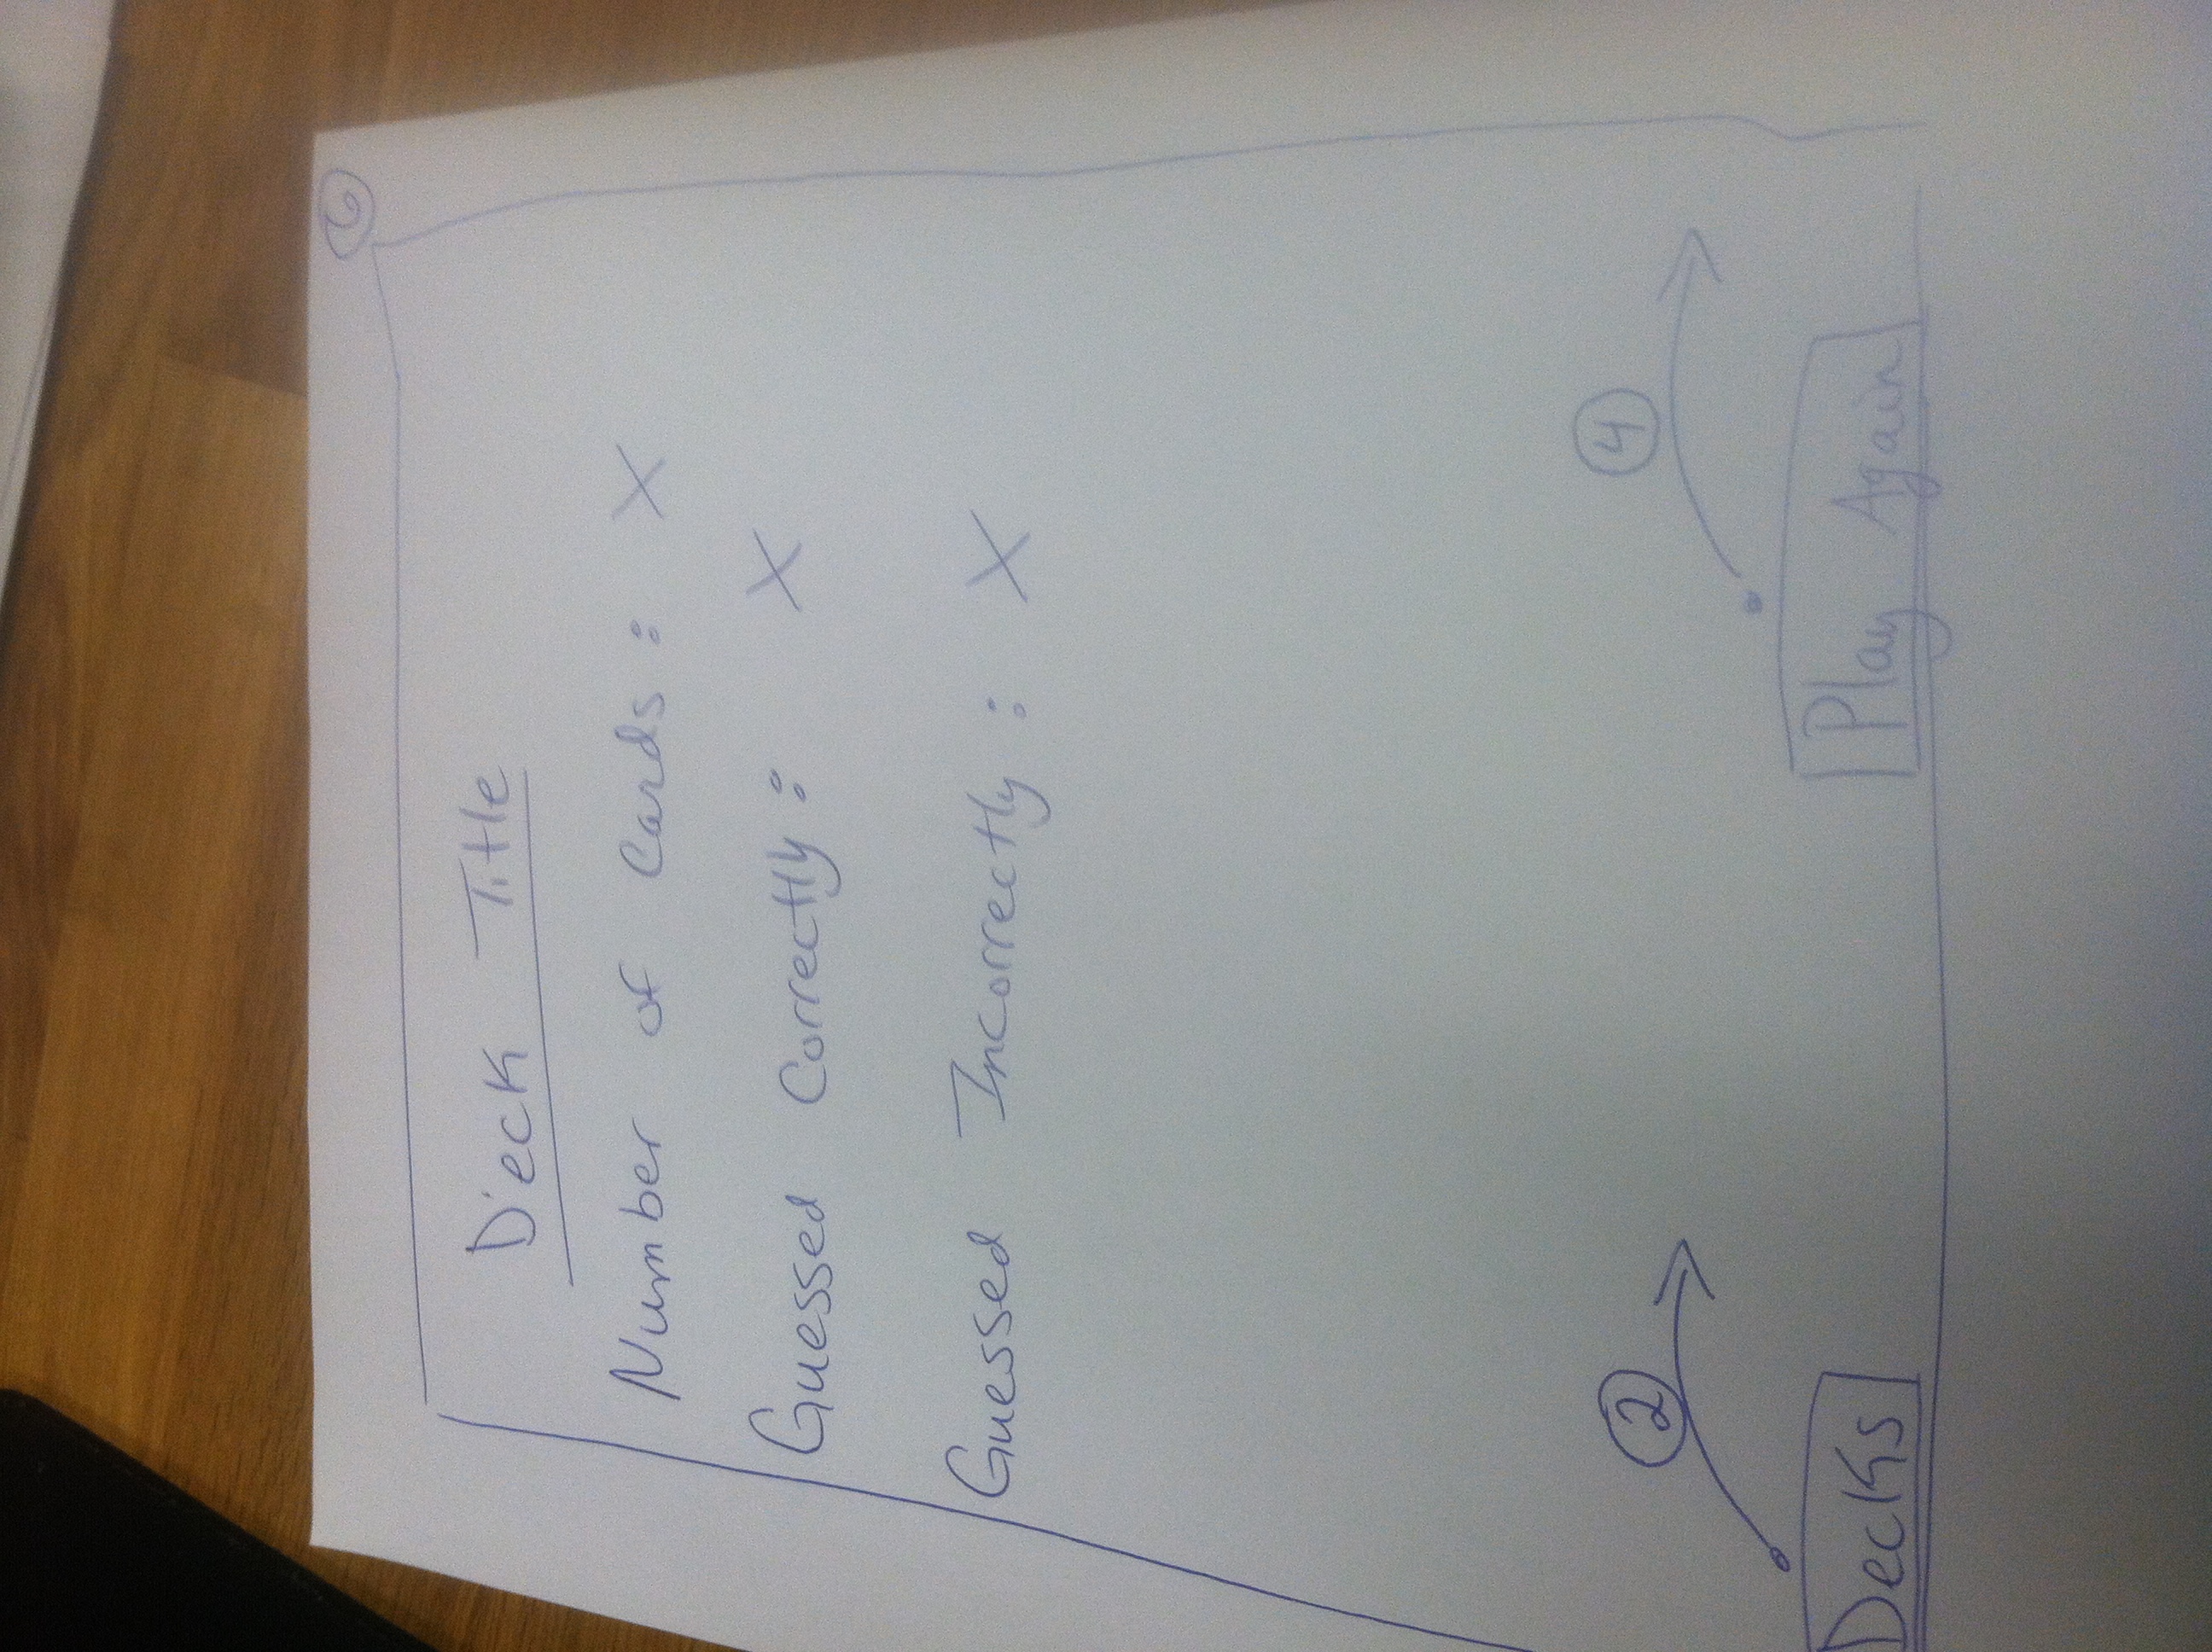 6
Deck Title
Number of Cards: X
Guessed Correctly: X
Guessed Incorrectly: X
2 4
Decks Play Again